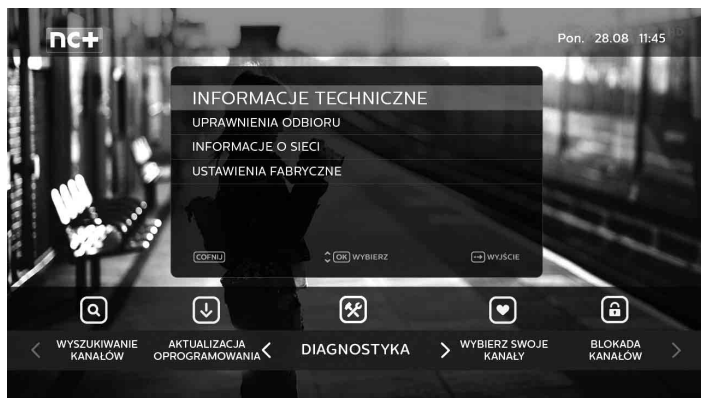 nc+
Pon. 28.08 11:45
INFORMACJE TECHNICZNE
UPRAWNIENIA ODBIORU
INFORMACJE O SIECI
USTAWIENIA FABRYCZNE
COFNIJ OK WYBIERZ WYJŚCIE
WYSZUKIWANIE KANAŁÓW
AKTUALIZACJA OPROGRAMOWANIA
DIAGNOSTYKA
WYBIERZ SWOJE KANAŁY
BLOKADA KANAŁÓW